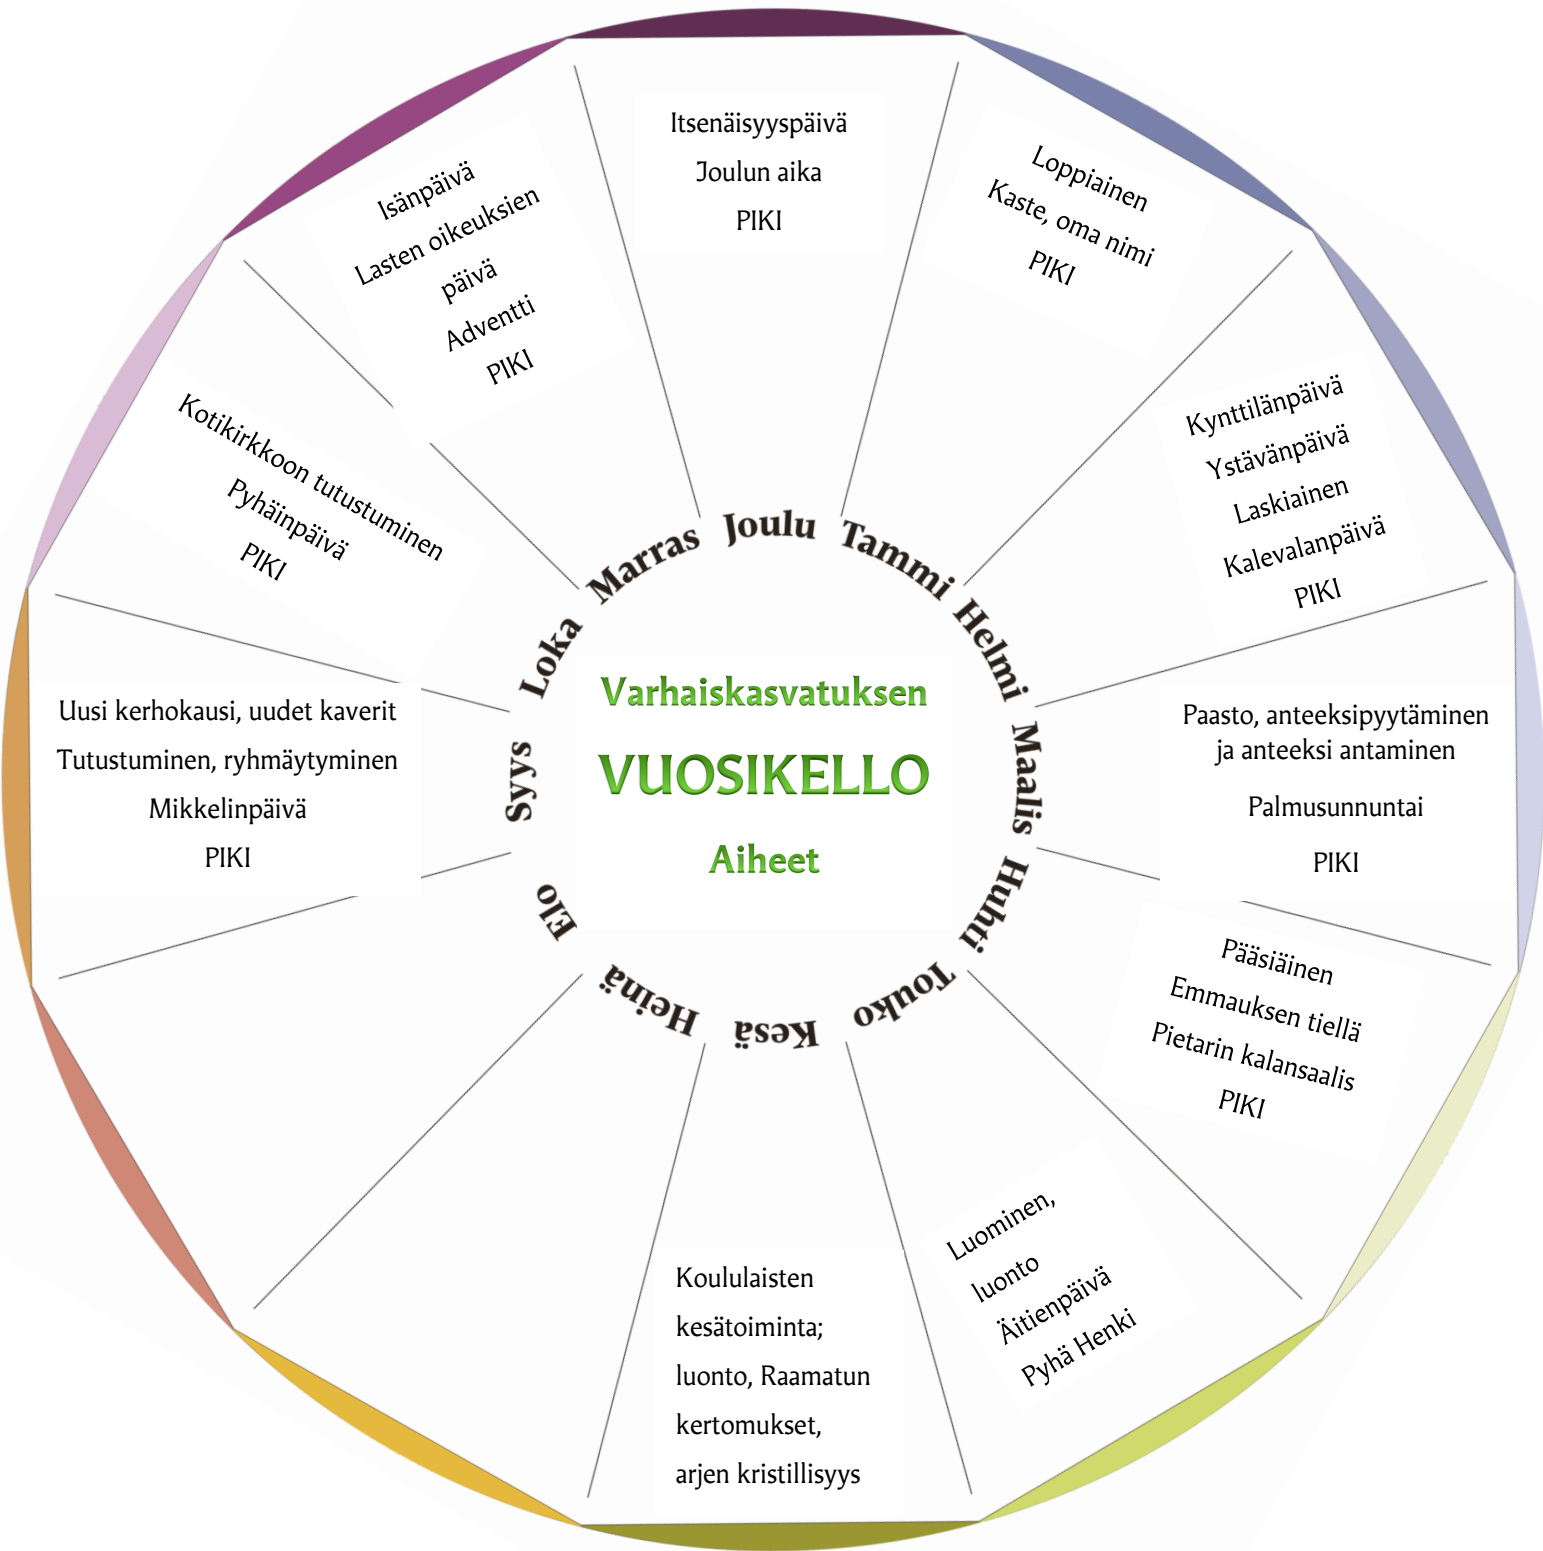 Varhaiskasvatuksen
VUOSIKELLO
Aiheet
Joulu
Itsenäisyyspäivä
Joulun aika
PIKI
Tammi
Loppiainen
Kaste, oma nimi
PIKI
Helmi
Kynttilänpäivä
Ystävänpäivä
Laskiainen
Kalevalanpäivä
PIKI
Maalis
Paasto, anteeksipyytäminen
ja anteeksi antaminen
Palmusunnuntai
PIKI
Huhti
Pääsiäinen
Emmauksen tiellä
Pietarin kalansaalis
PIKI
Touko
Luominen,
luonto
Äitienpäivä
Pyhä Henki
Kesä
Koululaisten
kesätoiminta;
luonto, Raamatun
kertomukset,
arjen kristillisyys
Heinä
Elo
Syys
Uusi kerhokausi, uudet kaverit
Tutustuminen, ryhmäytyminen
Mikkelinpäivä
PIKI
Loka
Kotikirkkoon tutustuminen
Pyhäinpäivä
PIKI
Marras
Isänpäivä
Lasten oikeuksien
päivä
Adventti
PIKI